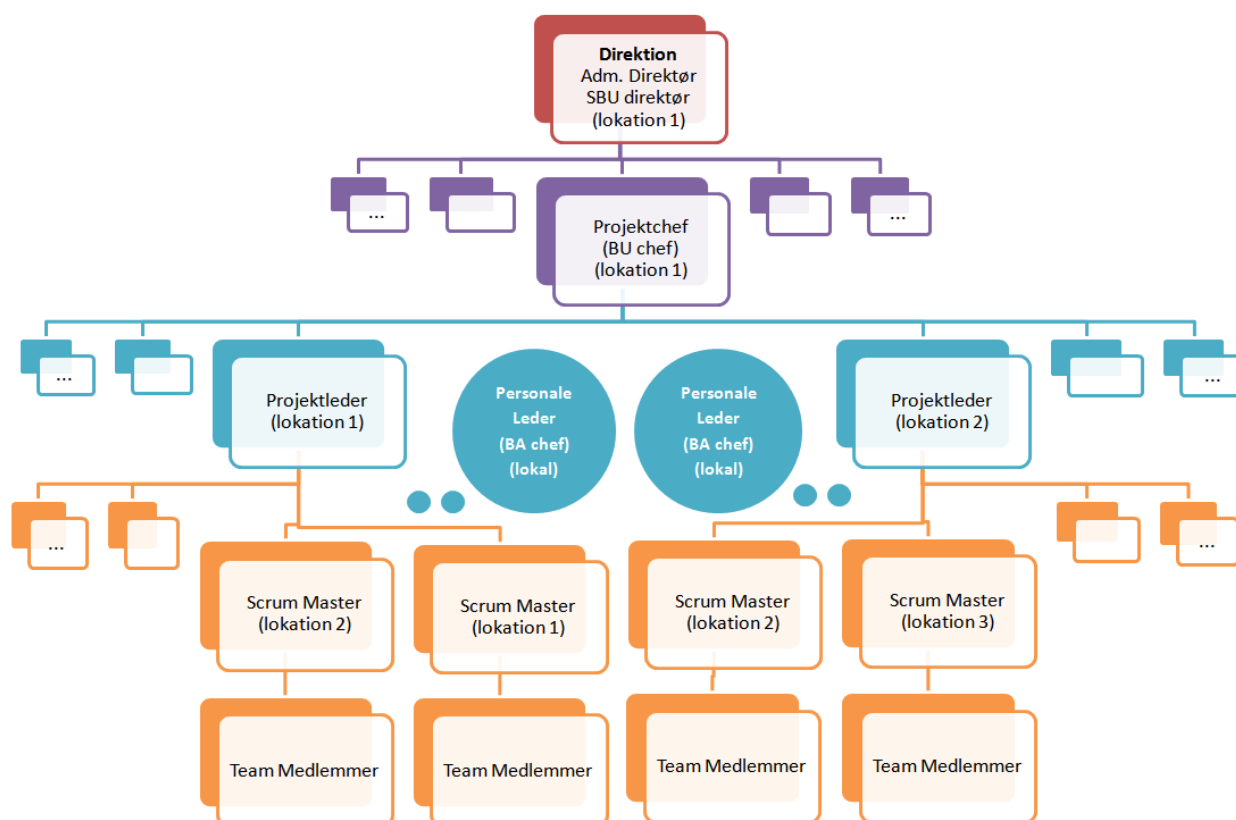 Direktion
Adm. Direktør
SBU direktør
(lokation 1)
...
Projektchef
(BU chef)
(lokation 1)
...
...
Projektleder
(lokation 1)
Personale
Leder
(BA chef)
(lokal)
Personale
Leder
(BA chef)
(lokal)
Projektleder
(lokation 2)
...
...
Scrum Master
(lokation 2)
Scrum Master
(lokation 1)
Scrum Master
(lokation 2)
Scrum Master
(lokation 3)
...
Team Medlemmer
Team Medlemmer
Team Medlemmer
Team Medlemmer